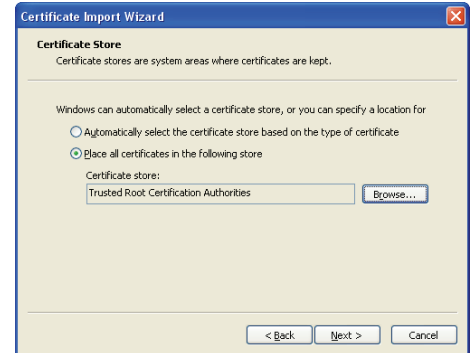 Certificate Import Wizard
Certificate Store
Certificate stores are system areas where certificates are kept.
Windows can automatically select a certificate store, or you can specify a location for
Automatically select the certificate store based on the type of certificate
Place all certificates in the following store
Certificate store:
Trusted Root Certification Authorities
Browse...
< Back
Next >
Cancel